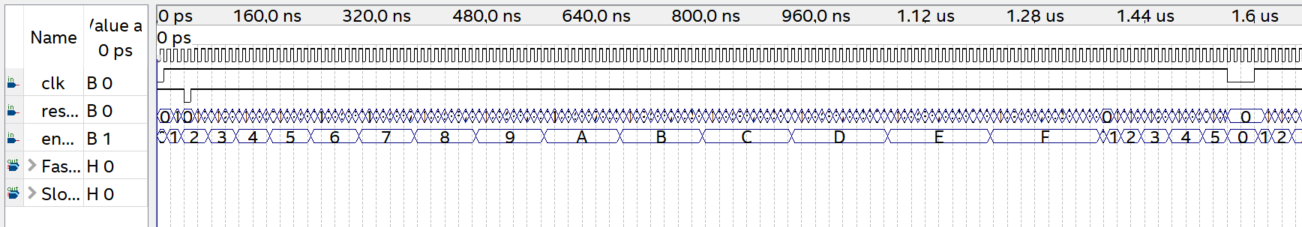 Name
Value a
0 ps
0 ps 160,0 ns 320,0 ns 480,0 ns 640,0 ns 800,0 ns 960,0 ns 1.12 us 1.28 us 1.44 us 1.6 us
0 ps
clk B 0
res... B 0
en... B 1
Fas... H 0
Slo... H 0
0 0 0 0
1 2 3 4 5 6 7 8 9 A B C D E F 1 2 3 4 5 0 1 2